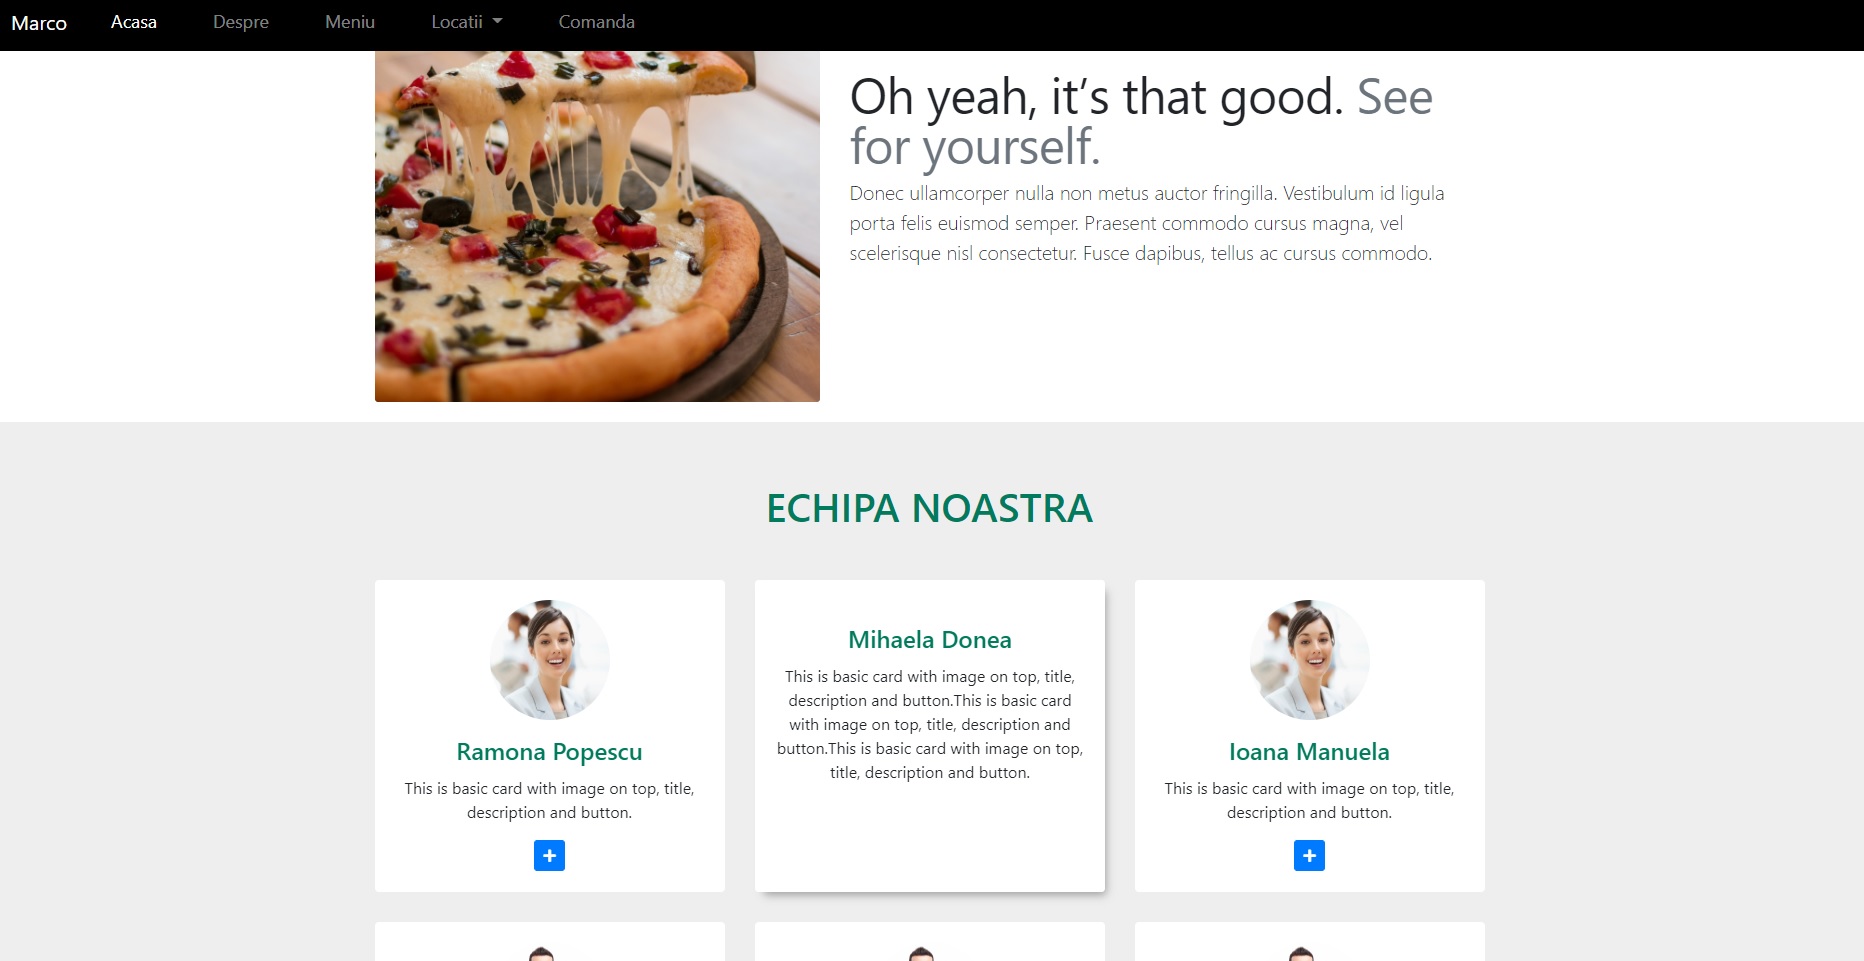 Marco Acasa Despre Meniu Locatii Comanda
Oh yeah, it’s that good. See
for yourself.
Donec ullamcorper nulla non metus auctor fringilla. Vestibulum id ligula
porta felis euismod semper. Praesent commodo cursus magna, vel
scelerisque nisl consectetur. Fusce dapibus, tellus ac cursus commodo.
ECHIPA NOASTRA
Ramona Popescu
This is basic card with image on top, title,
description and button.
+
Mihaela Donea
This is basic card with image on top, title,
description and button.This is basic card
with image on top, title, description and
button.This is basic card with image on top,
title, description and button.
Ioana Manuela
This is basic card with image on top, title,
description and button.
+